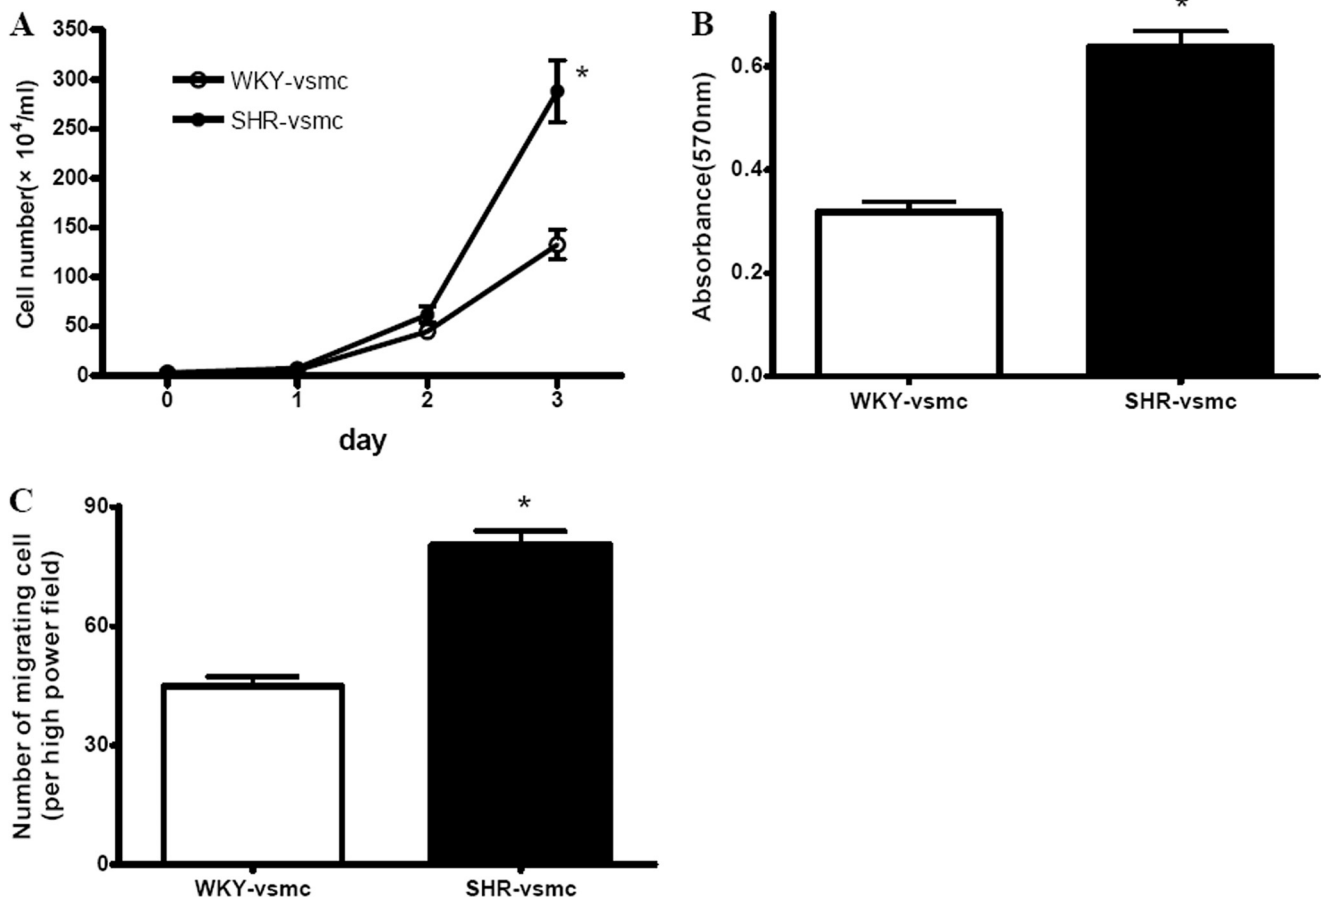 A
350
300
250
200
150
100
50
0
Cell number(× 10⁴/ml)
WKY-vsmc
SHR-vsmc
*
0 1 2 3
day
B
0.6
0.4
0.2
0.0
Absorbance(570nm)
*
WKY-vsmc SHR-vsmc
C
90
60
30
0
Number of migrating cell
(per high power field)
*
WKY-vsmc SHR-vsmc